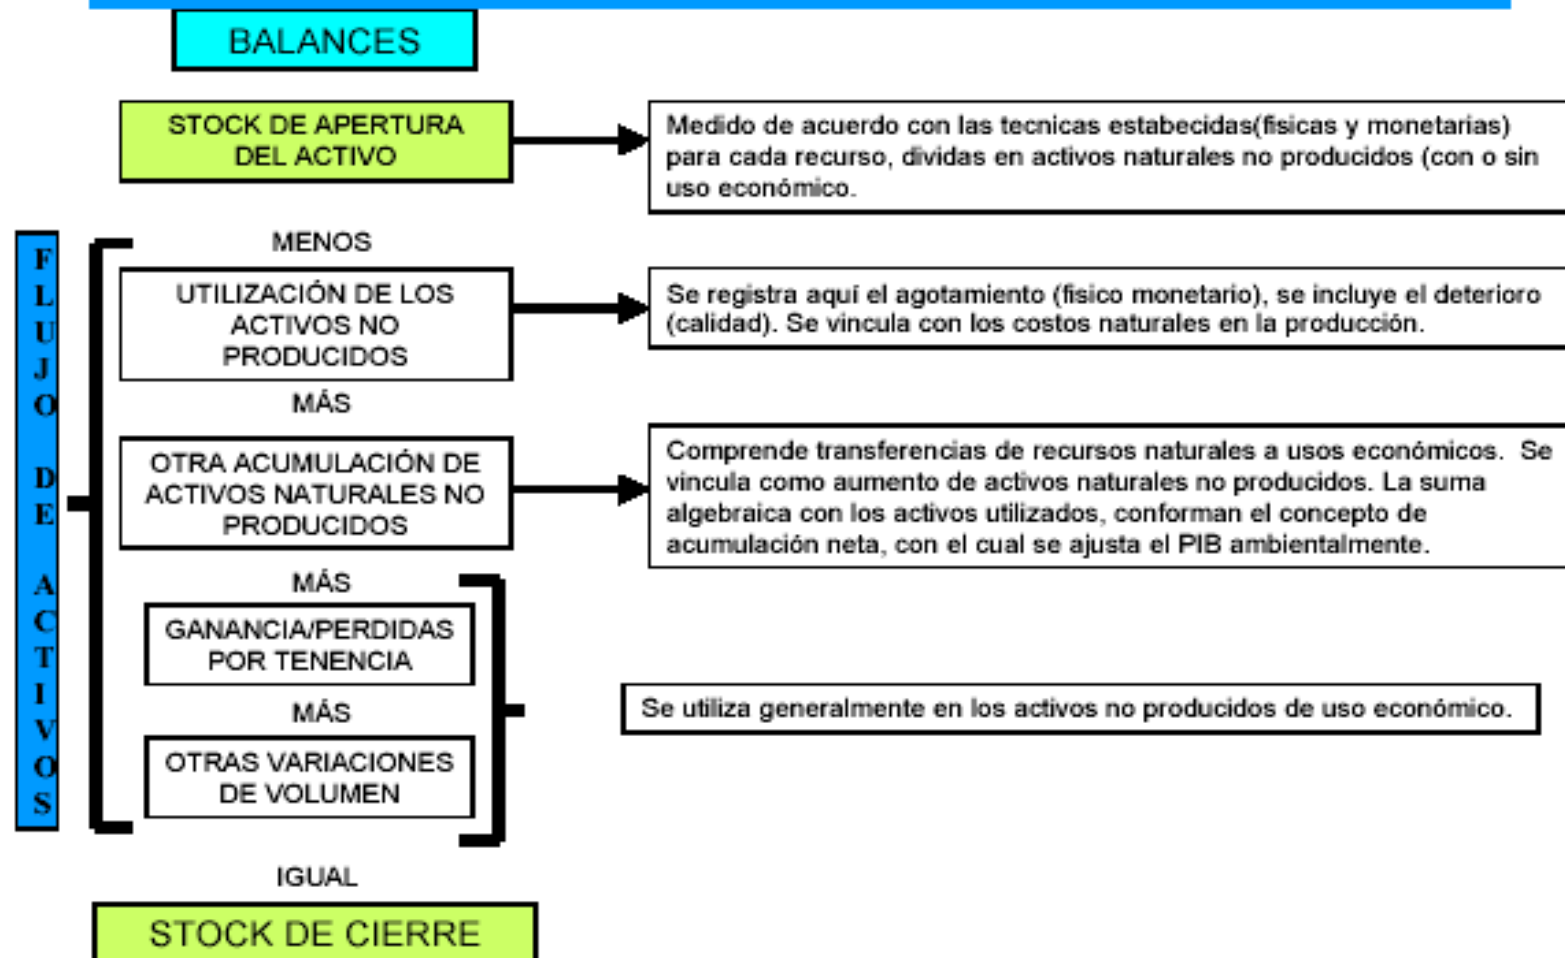 BALANCES
STOCK DE APERTURA
DEL ACTIVO
Medido de acuerdo con las tecnicas estabecidas(fisicas y monetarias)
para cada recurso, dividas en activos naturales no producidos (con o sin
uso económico.
FLUJO DE ACTIVOS
MENOS
UTILIZACIÓN DE LOS
ACTIVOS NO
PRODUCIDOS
Se registra aquí el agotamiento (fisico monetario), se incluye el deterioro
(calidad). Se vincula con los costos naturales en la producción.
MÁS
OTRA ACUMULACIÓN DE
ACTIVOS NATURALES NO
PRODUCIDOS
Comprende transferencias de recursos naturales a usos económicos. Se
vincula como aumento de activos naturales no producidos. La suma
algebraica con los activos utilizados, conforman el concepto de
acumulación neta, con el cual se ajusta el PIB ambientalmente.
MÁS
GANANCIA/PERDIDAS
POR TENENCIA
MÁS
OTRAS VARIACIONES
DE VOLUMEN
Se utiliza generalmente en los activos no producidos de uso económico.
IGUAL
STOCK DE CIERRE